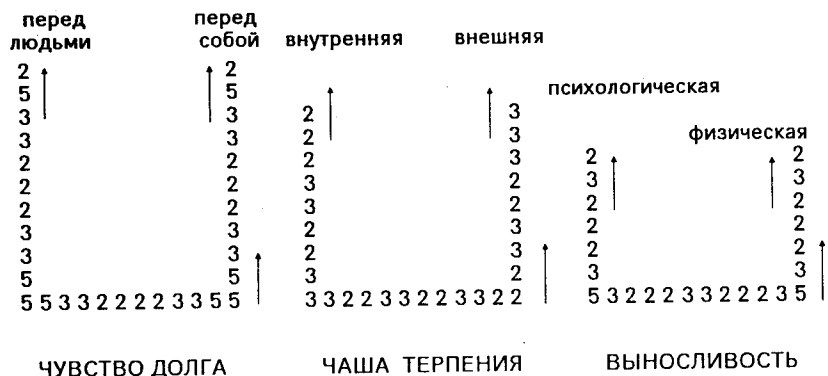 перед перед
людьми собой внутренняя внешняя
2 2
5 5 психологическая
3 3 2 3
3 3 2 3 физическая
2 2 2 3 2 2
2 2 3 2 3 3
2 2 3 2 2 2
3 3 2 2 2 2
3 3 2 3 2 2
5 5 3 2 3 3
5 5 3 3 2 2 2 2 3 3 5 5 3 3 2 2 3 3 2 2 3 3 2 2 5 3 2 2 2 3 3 2 2 2 3 5
ЧУВСТВО ДОЛГА ЧАША ТЕРПЕНИЯ ВЫНОСЛИВОСТЬ